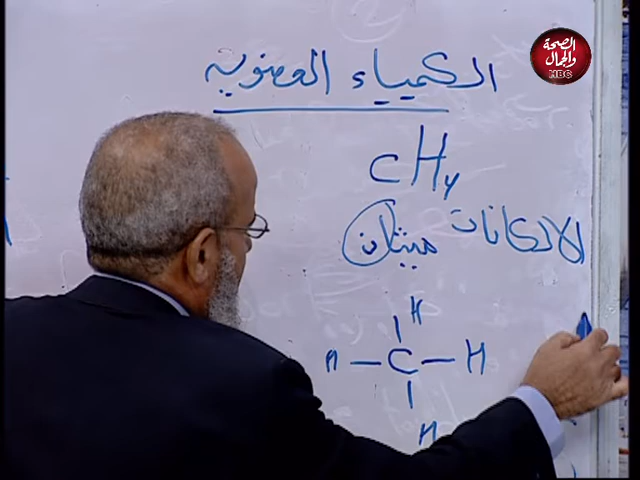 الصحة
والجمال
HBC
الكيمياء العضوية
CH4
الالكانات ميثان
H
H — C — H
H